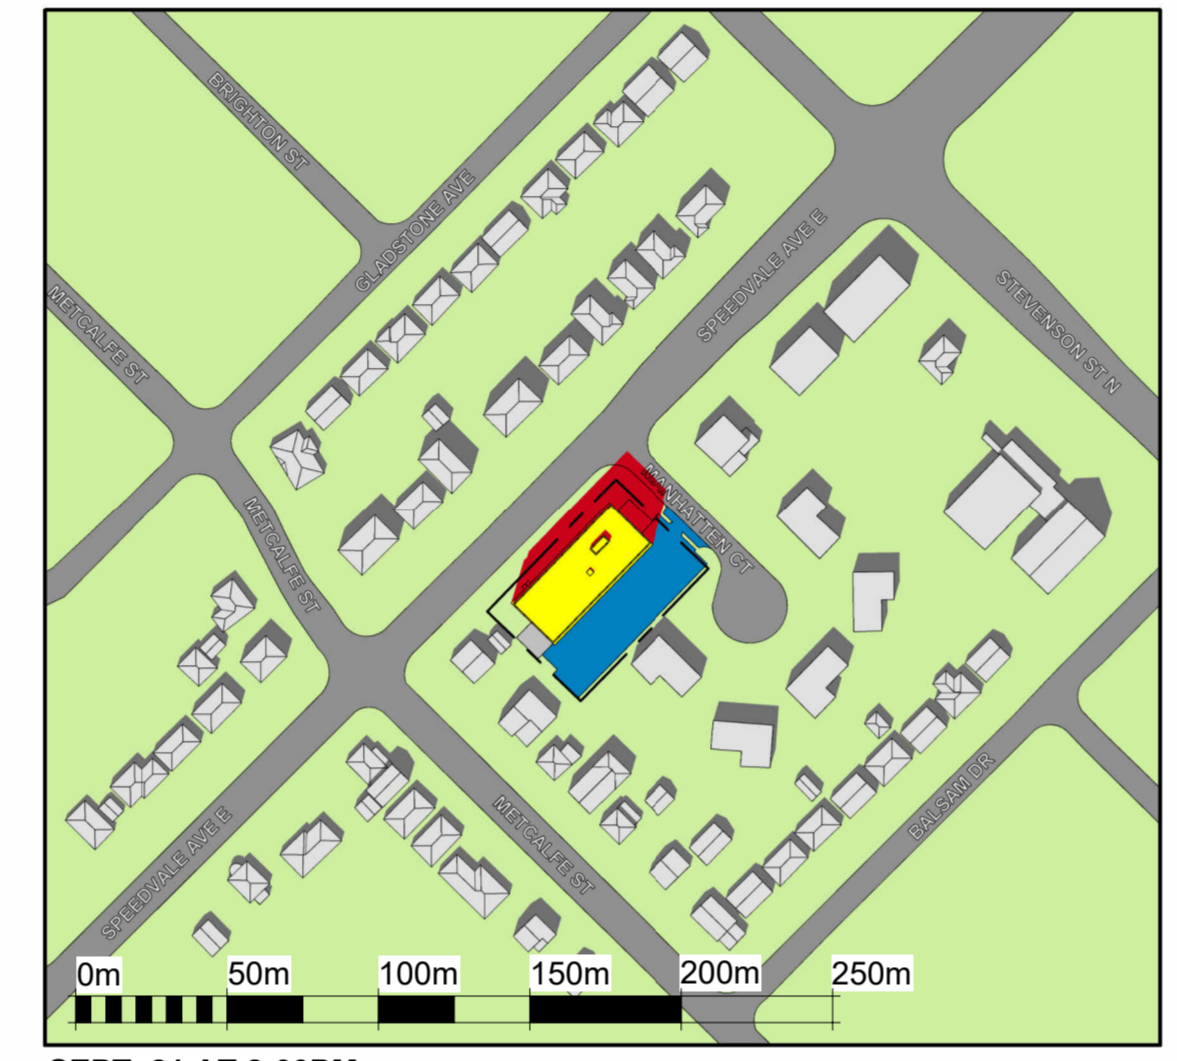 BRIGHTON ST
GLADSTONE AVE
METCALFE ST
SPEEDVALE AVE E
STEVENSON ST N
MANHATTEN CT
METCALFE ST
BALSAM DR
METCALFE ST
SPEEDVALE AVE E
0m 50m 100m 150m 200m 250m